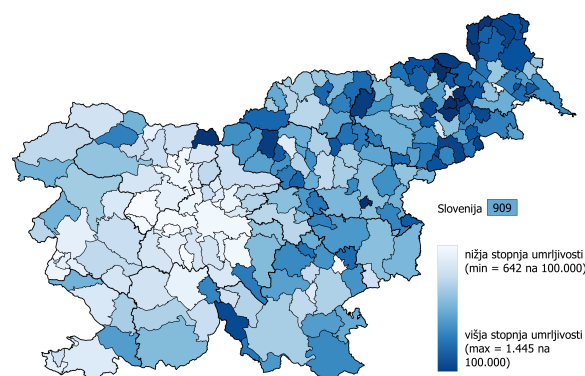 Slovenija 909
nižja stopnja umrljivosti
(min = 642 na 100.000)
višja stopnja umrljivosti
(max = 1.445 na
100.000)